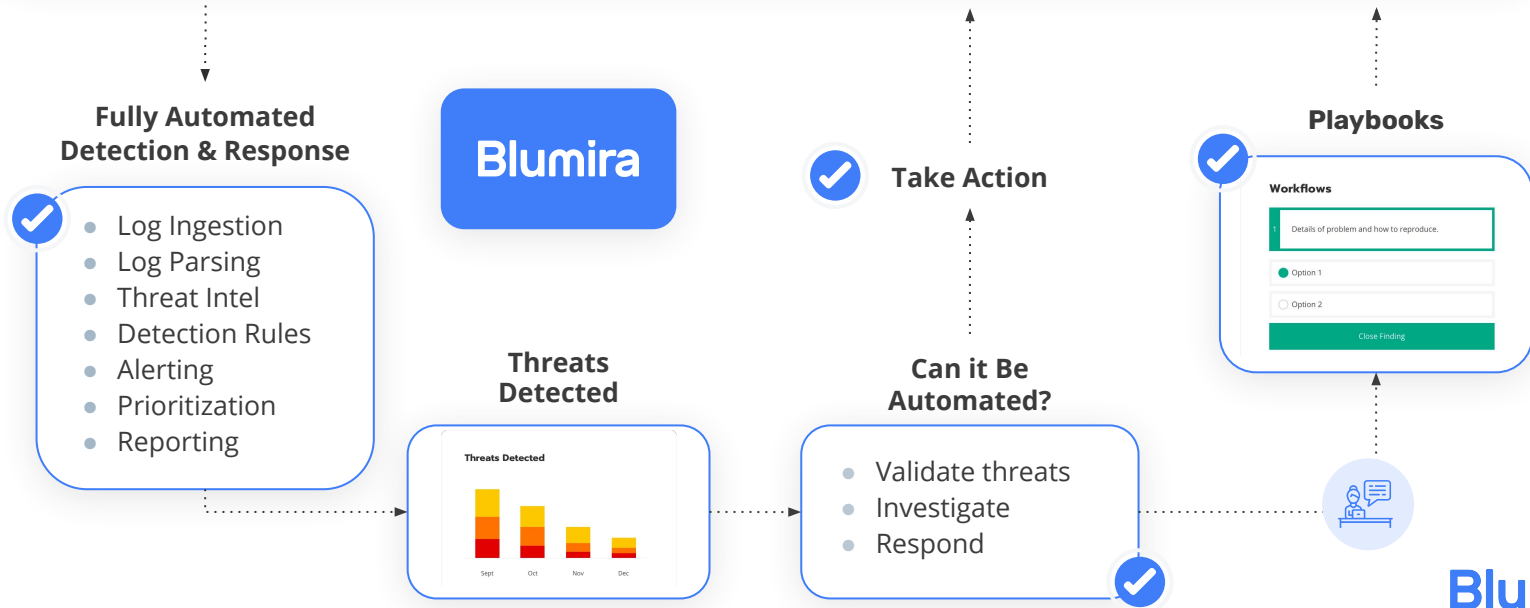 Fully Automated
Detection & Response
Log Ingestion
Log Parsing
Threat Intel
Detection Rules
Alerting
Prioritization
Reporting
Blumira
Threats
Detected
Threats Detected
Sept Oct Nov Dec
Take Action
Can it Be
Automated?
Validate threats
Investigate
Respond
Playbooks
Workflows
1 Details of problem and how to reproduce.
Option 1
Option 2
Close Finding
Blu